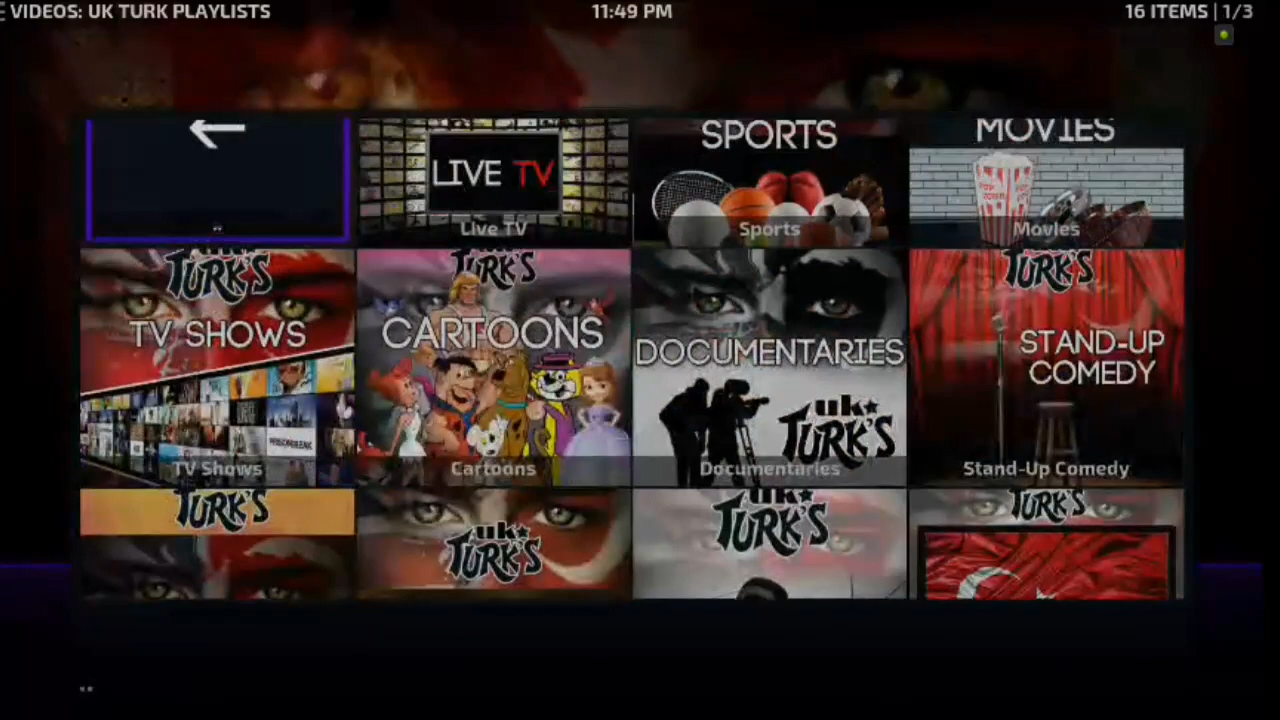 VIDEOS: UK TURK PLAYLISTS
11:49 PM
16 ITEMS | 1/3
..
LIVE TV
Live TV
SPORTS
Sports
MOVIES
Movies
TURK'S
TV SHOWS
TV Shows
TURK'S
CARTOONS
Cartoons
DOCUMENTARIES
uk
TURK'S
Documentaries
TURK'S
STAND-UP
COMEDY
Stand-Up Comedy
TURK'S
uk
TURK'S
uk
TURK'S
TURK'S
..